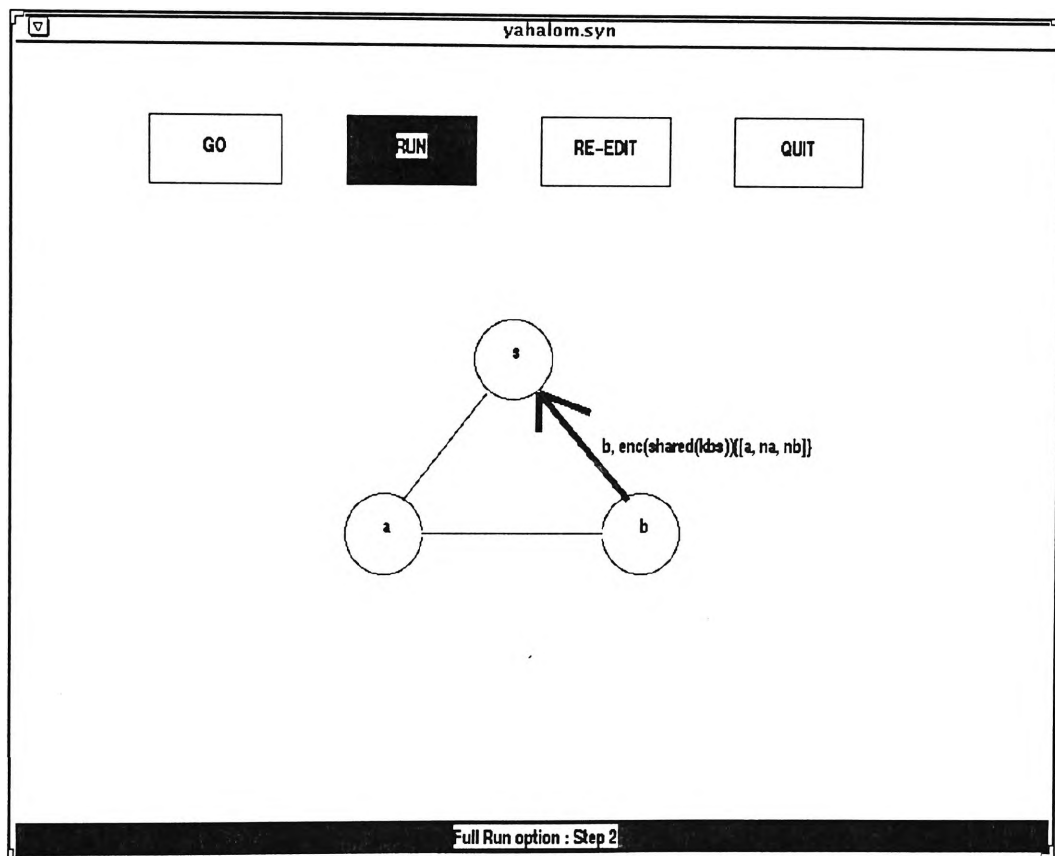 yahalom.syn
GO
RUN
RE-EDIT
QUIT
s
b, enc(shared(kbs)){[a, na, nb]}
a
b
Full Run option : Step 2